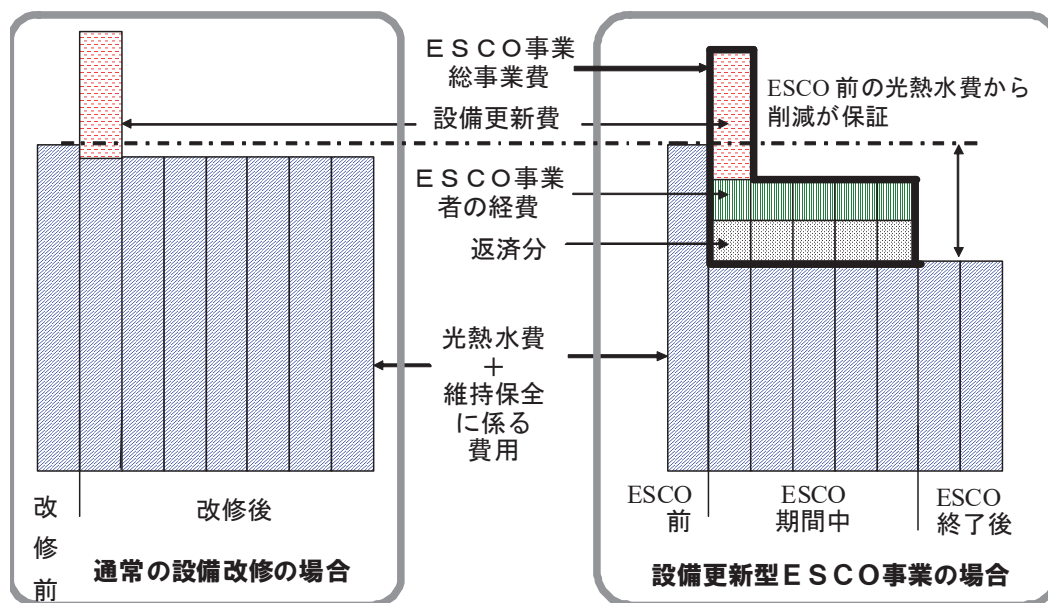 ＥＳＣＯ事業
総事業費
設備更新費
ＥＳＣＯ事業
者の経費
返済分
光熱水費
＋
維持保全
に係る
費用
ESCO 前の光熱水費から
削減が保証
改
修
前
改修後
通常の設備改修の場合
ESCO
前
ESCO
期間中
ESCO
終了後
設備更新型ＥＳＣＯ事業の場合